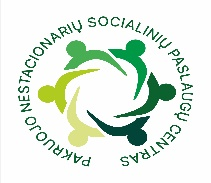 PAKRUOJO NESTACIONARIŲ SOCIALINIŲ PASLAUGŲ CENTRAS